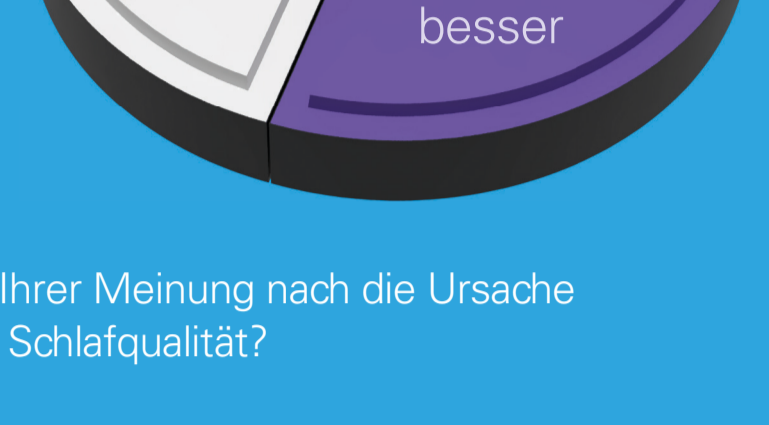 besser
Ihrer Meinung nach die Ursache
Schlafqualität?